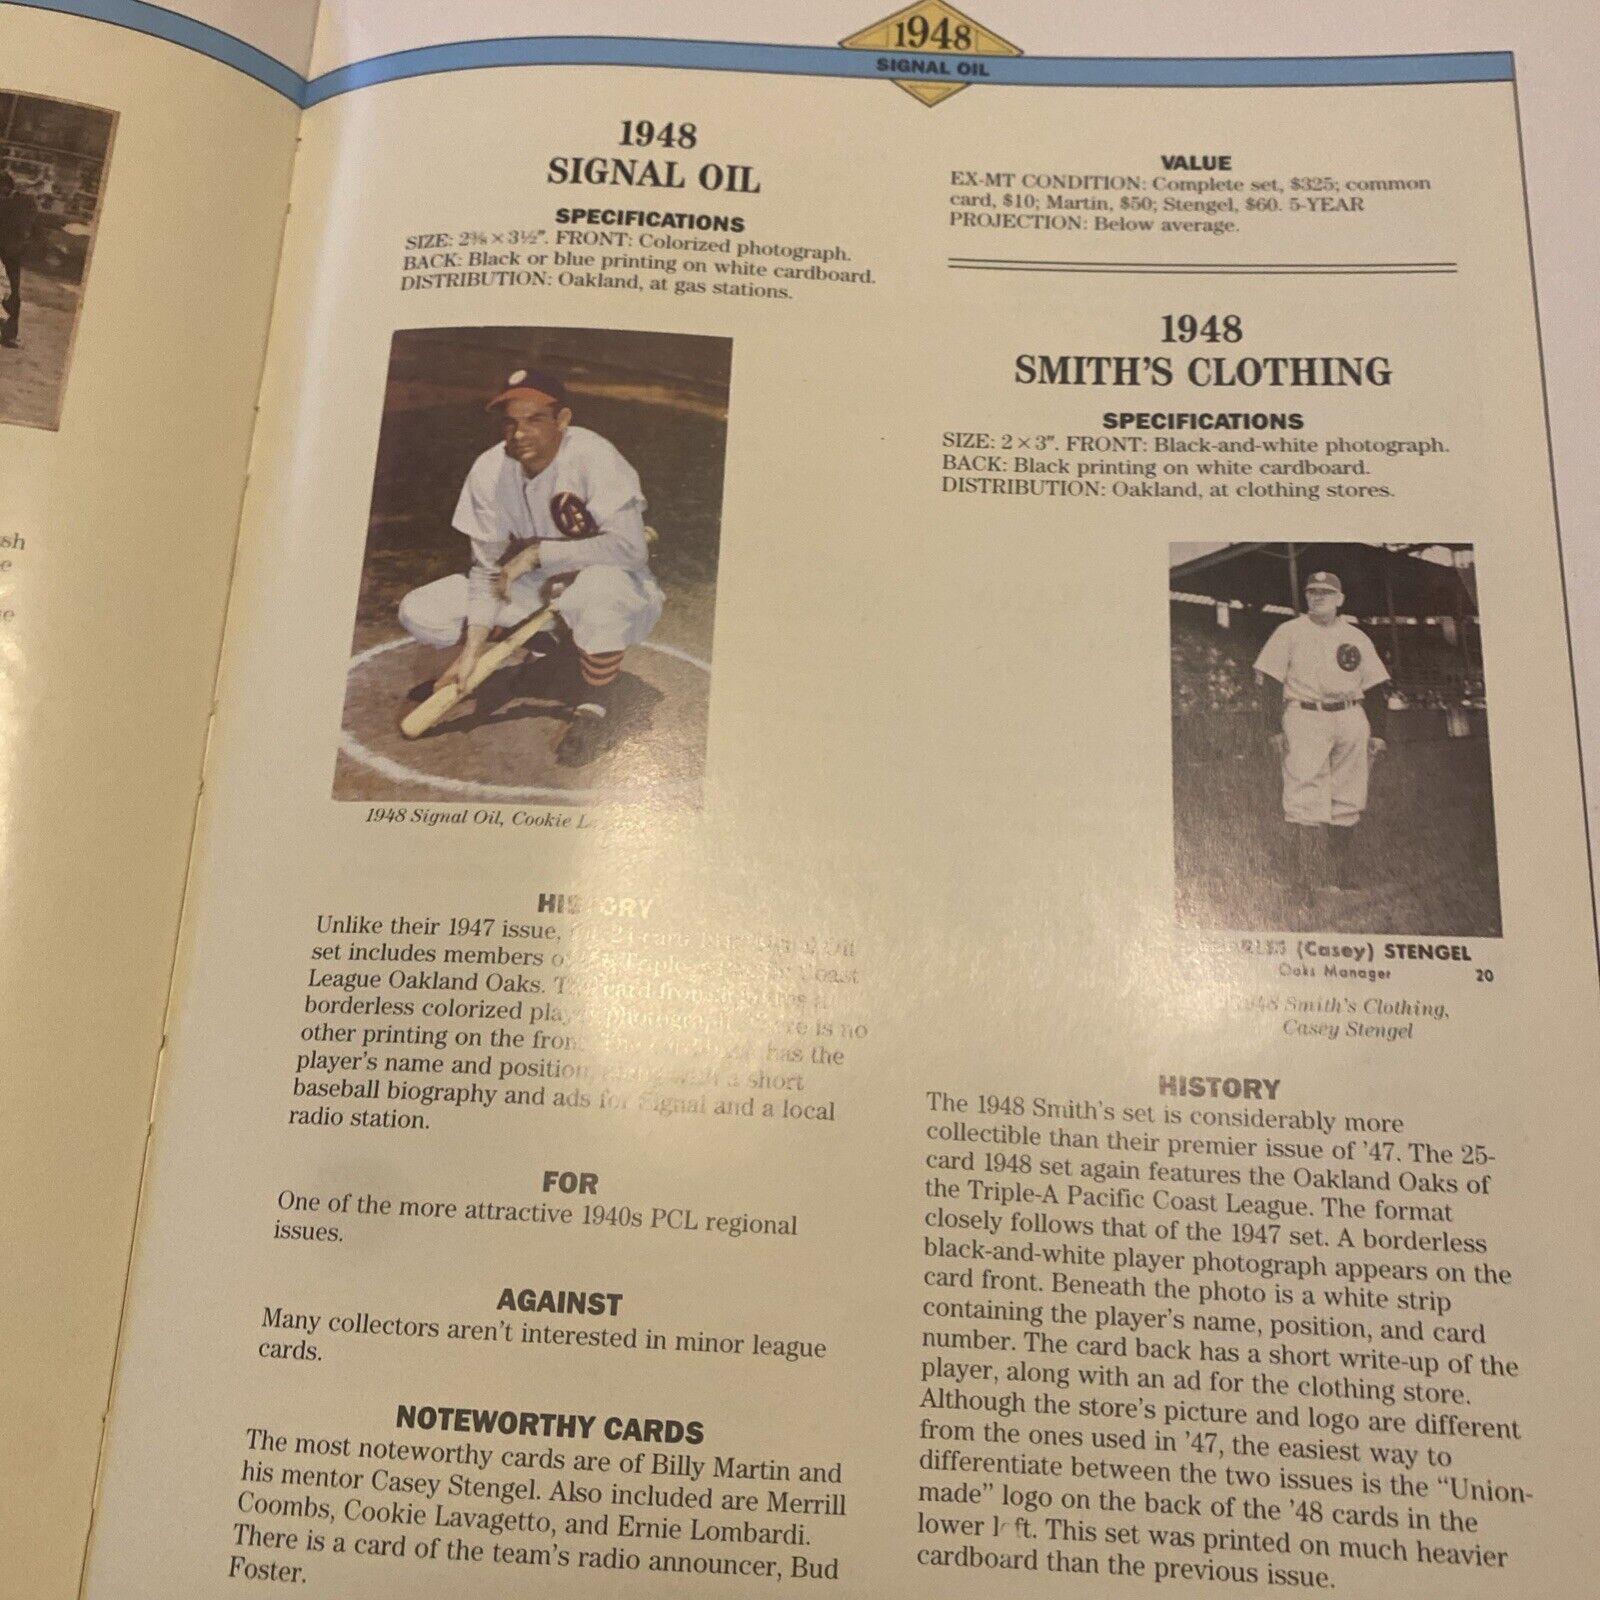 sh
e
e
1948
SIGNAL OIL
1948
SIGNAL OIL
SPECIFICATIONS
SIZE: 2⅜ × 3½". FRONT: Colorized photograph.
BACK: Black or blue printing on white cardboard.
DISTRIBUTION: Oakland, at gas stations.
1948 Signal Oil, Cookie
HISTORY
Unlike their 1947 issue, 24-card Oil
set includes members Coast
League Oakland Oaks. card
borderless colorized photograph is no
other printing on the has the
player's name and position, short
baseball biography and ads for Signal and a local
radio station.
FOR
One of the more attractive 1940s PCL regional
issues.
AGAINST
Many collectors aren't interested in minor league
cards.
NOTEWORTHY CARDS
The most noteworthy cards are of Billy Martin and
his mentor Casey Stengel. Also included are Merrill
Coombs, Cookie Lavagetto, and Ernie Lombardi.
There is a card of the team's radio announcer, Bud
Foster.
VALUE
EX-MT CONDITION: Complete set, $325; common
card, $10; Martin, $50; Stengel, $60. 5-YEAR
PROJECTION: Below average.
1948
SMITH'S CLOTHING
SPECIFICATIONS
SIZE: 2 × 3". FRONT: Black-and-white photograph.
BACK: Black printing on white cardboard.
DISTRIBUTION: Oakland, at clothing stores.
CHARLES (Casey) STENGEL
Oaks Manager 20
1948 Smith's Clothing,
Casey Stengel
HISTORY
The 1948 Smith's set is considerably more
collectible than their premier issue of '47. The 25-
card 1948 set again features the Oakland Oaks of
the Triple-A Pacific Coast League. The format
closely follows that of the 1947 set. A borderless
black-and-white player photograph appears on the
card front. Beneath the photo is a white strip
containing the player's name, position, and card
number. The card back has a short write-up of the
player, along with an ad for the clothing store.
Although the store's picture and logo are different
from the ones used in '47, the easiest way to
differentiate between the two issues is the "Union-
made" logo on the back of the '48 cards in the
lower left. This set was printed on much heavier
cardboard than the previous issue.